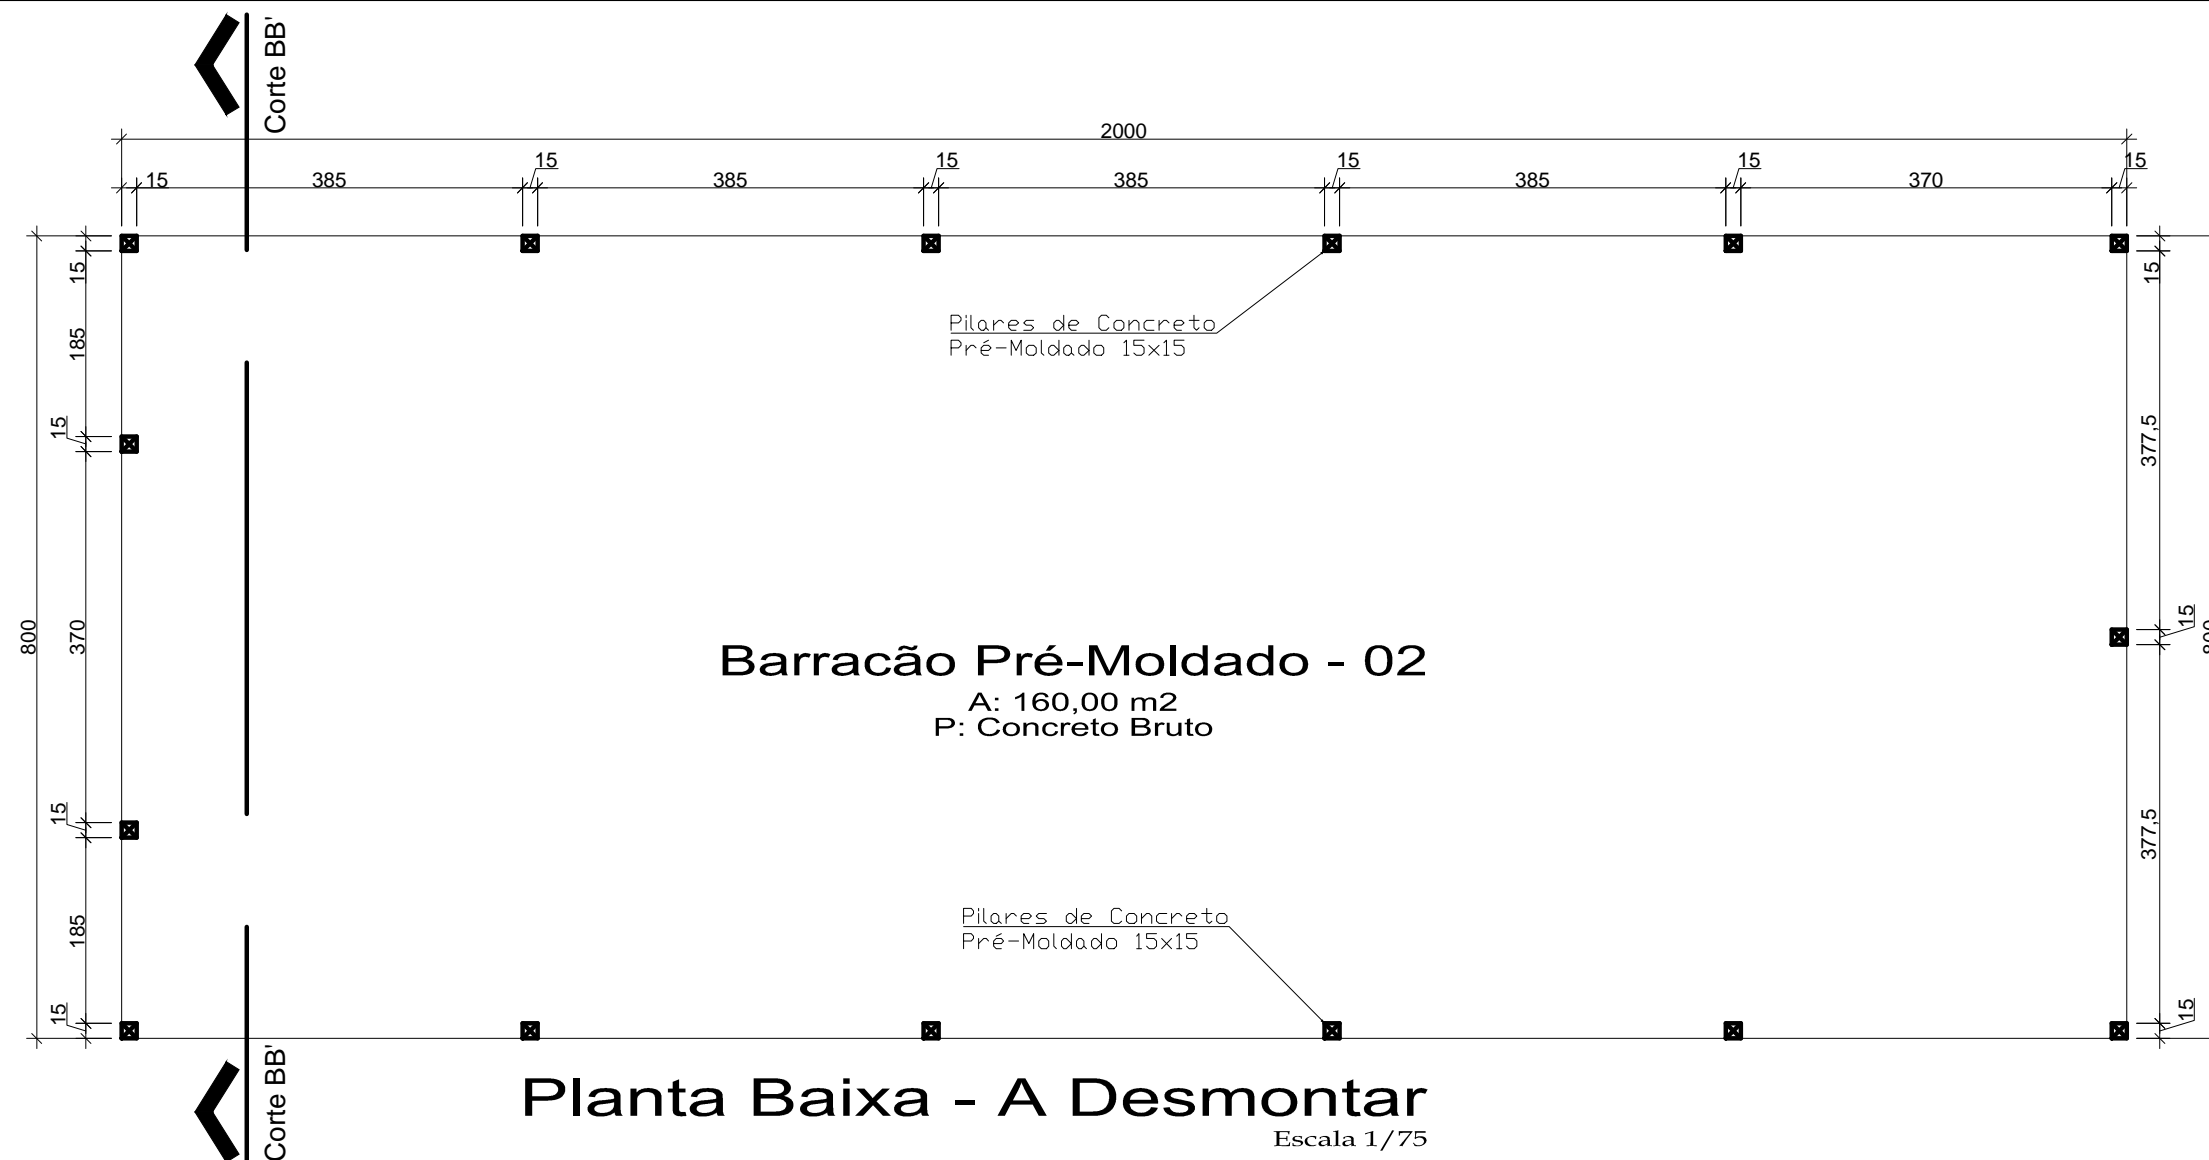 Corte BB'
2000
15
15
15
15
15
15
385
385
385
385
370
15
15
185
15
370
800
15
185
15
377,5
15
800
377,5
15
Pilares de Concreto
Pré-Moldado 15x15
Barracão Pré-Moldado - 02
A: 160,00 m2
P: Concreto Bruto
Pilares de Concreto
Pré-Moldado 15x15
Corte BB'
Planta Baixa - A Desmontar
Escala 1/75